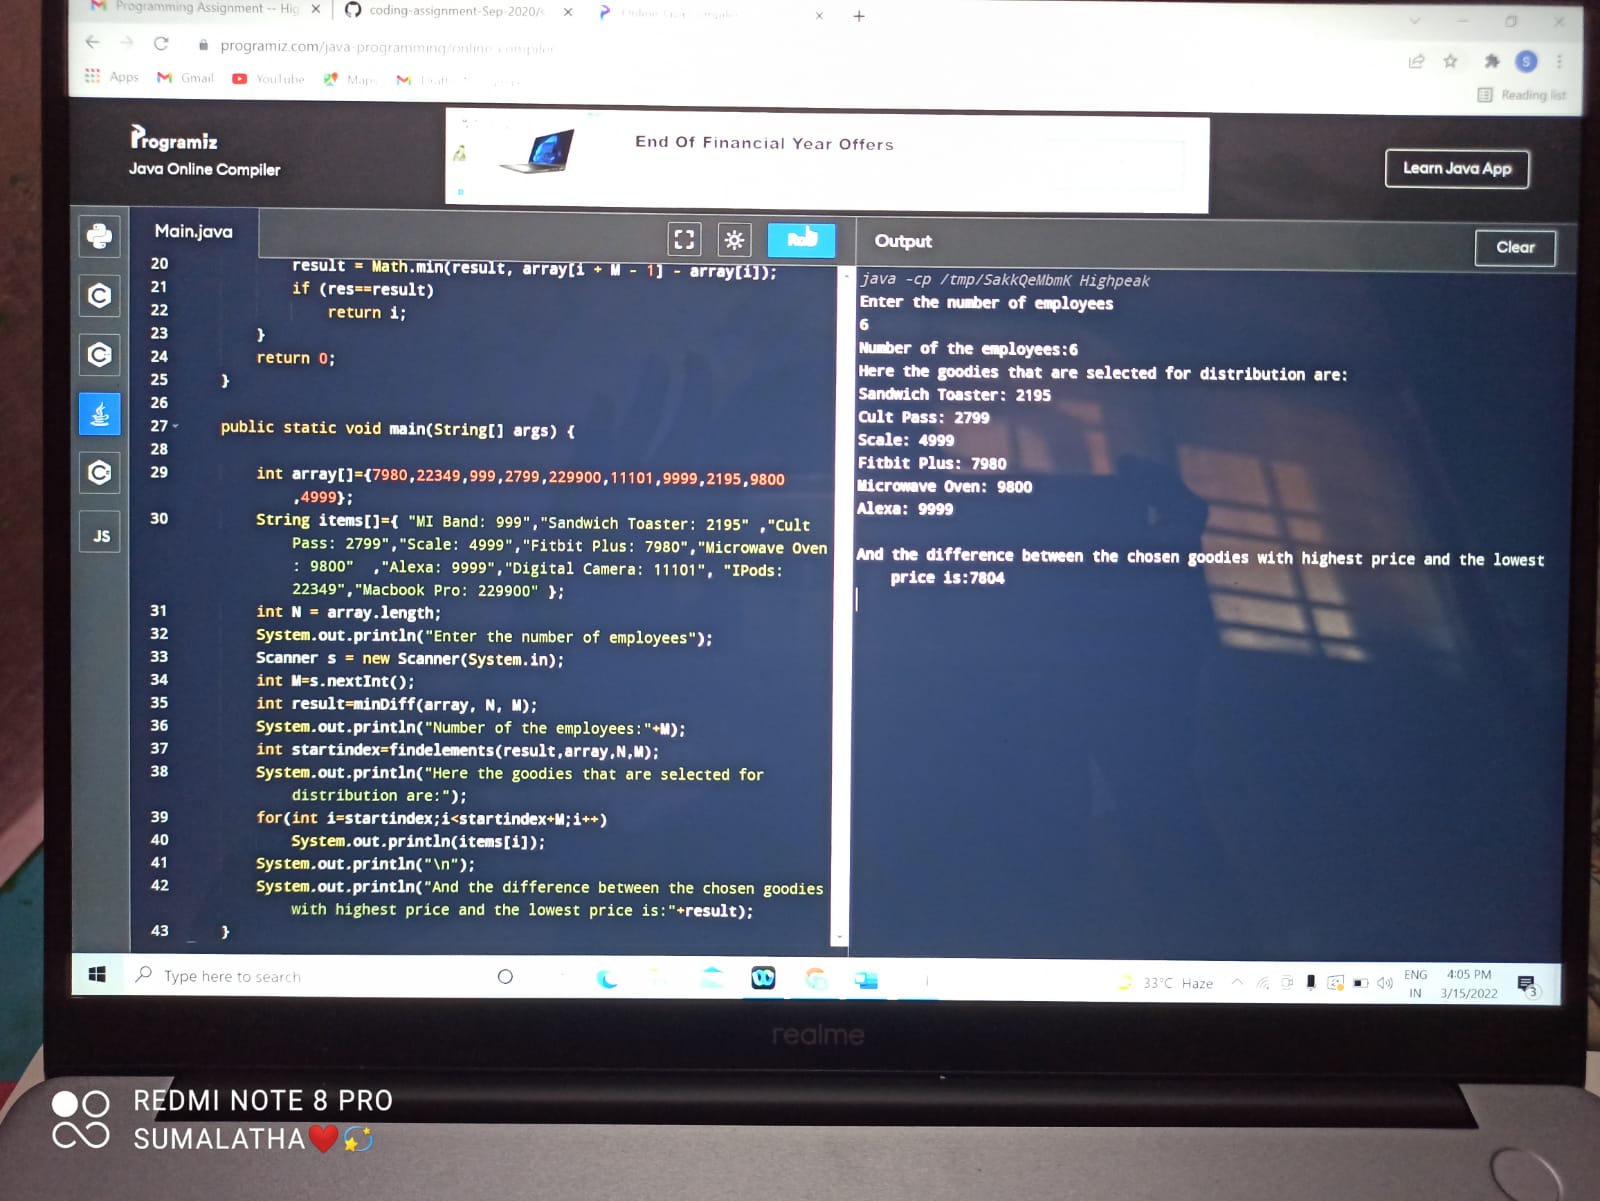 Programming Assignment -- Hig
coding-assignment-Sep-2020/
programiz.com/java-programming/online-compiler
Apps Gmail YouTube Maps
Reading list
Programiz
Java Online Compiler
End Of Financial Year Offers
Learn Java App
Main.java
Output
Clear
20 result = Math.min(result, array[i + M - 1] - array[i]);
21 if (res==result)
22 return i;
23 }
24 return 0;
25 }
26
27 public static void main(String[] args) {
28
29 int array[]={7980,22349,999,2799,229900,11101,9999,2195,9800
,4999};
30 String items[]={ "MI Band: 999","Sandwich Toaster: 2195" ,"Cult
Pass: 2799","Scale: 4999","Fitbit Plus: 7980","Microwave Oven
: 9800" ,"Alexa: 9999","Digital Camera: 11101", "IPods:
22349","Macbook Pro: 229900" };
31 int N = array.length;
32 System.out.println("Enter the number of employees");
33 Scanner s = new Scanner(System.in);
34 int M=s.nextInt();
35 int result=minDiff(array, N, M);
36 System.out.println("Number of the employees:"+M);
37 int startindex=findelements(result,array,N,M);
38 System.out.println("Here the goodies that are selected for
distribution are:");
39 for(int i=startindex;i<startindex+M;i++)
40 System.out.println(items[i]);
41 System.out.println("\n");
42 System.out.println("And the difference between the chosen goodies
with highest price and the lowest price is:"+result);
43 }
java -cp /tmp/SakkQeMbmK Highpeak
Enter the number of employees
6
Number of the employees:6
Here the goodies that are selected for distribution are:
Sandwich Toaster: 2195
Cult Pass: 2799
Scale: 4999
Fitbit Plus: 7980
Microwave Oven: 9800
Alexa: 9999
And the difference between the chosen goodies with highest price and the lowest
price is:7804
JS
S
Type here to search
33°C Haze
ENG
IN
4:05 PM
3/15/2022
3
realme
REDMI NOTE 8 PRO
SUMALATHA❤️💫